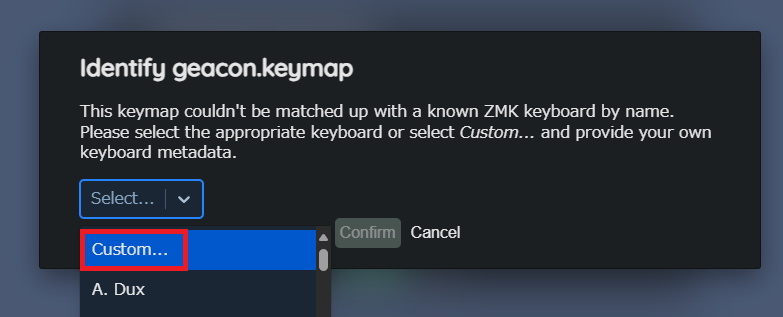 Identify geacon.keymap
This keymap couldn't be matched up with a known ZMK keyboard by name.
Please select the appropriate keyboard or select Custom... and provide your own
keyboard metadata.
Select...
Confirm Cancel
Custom...
A. Dux